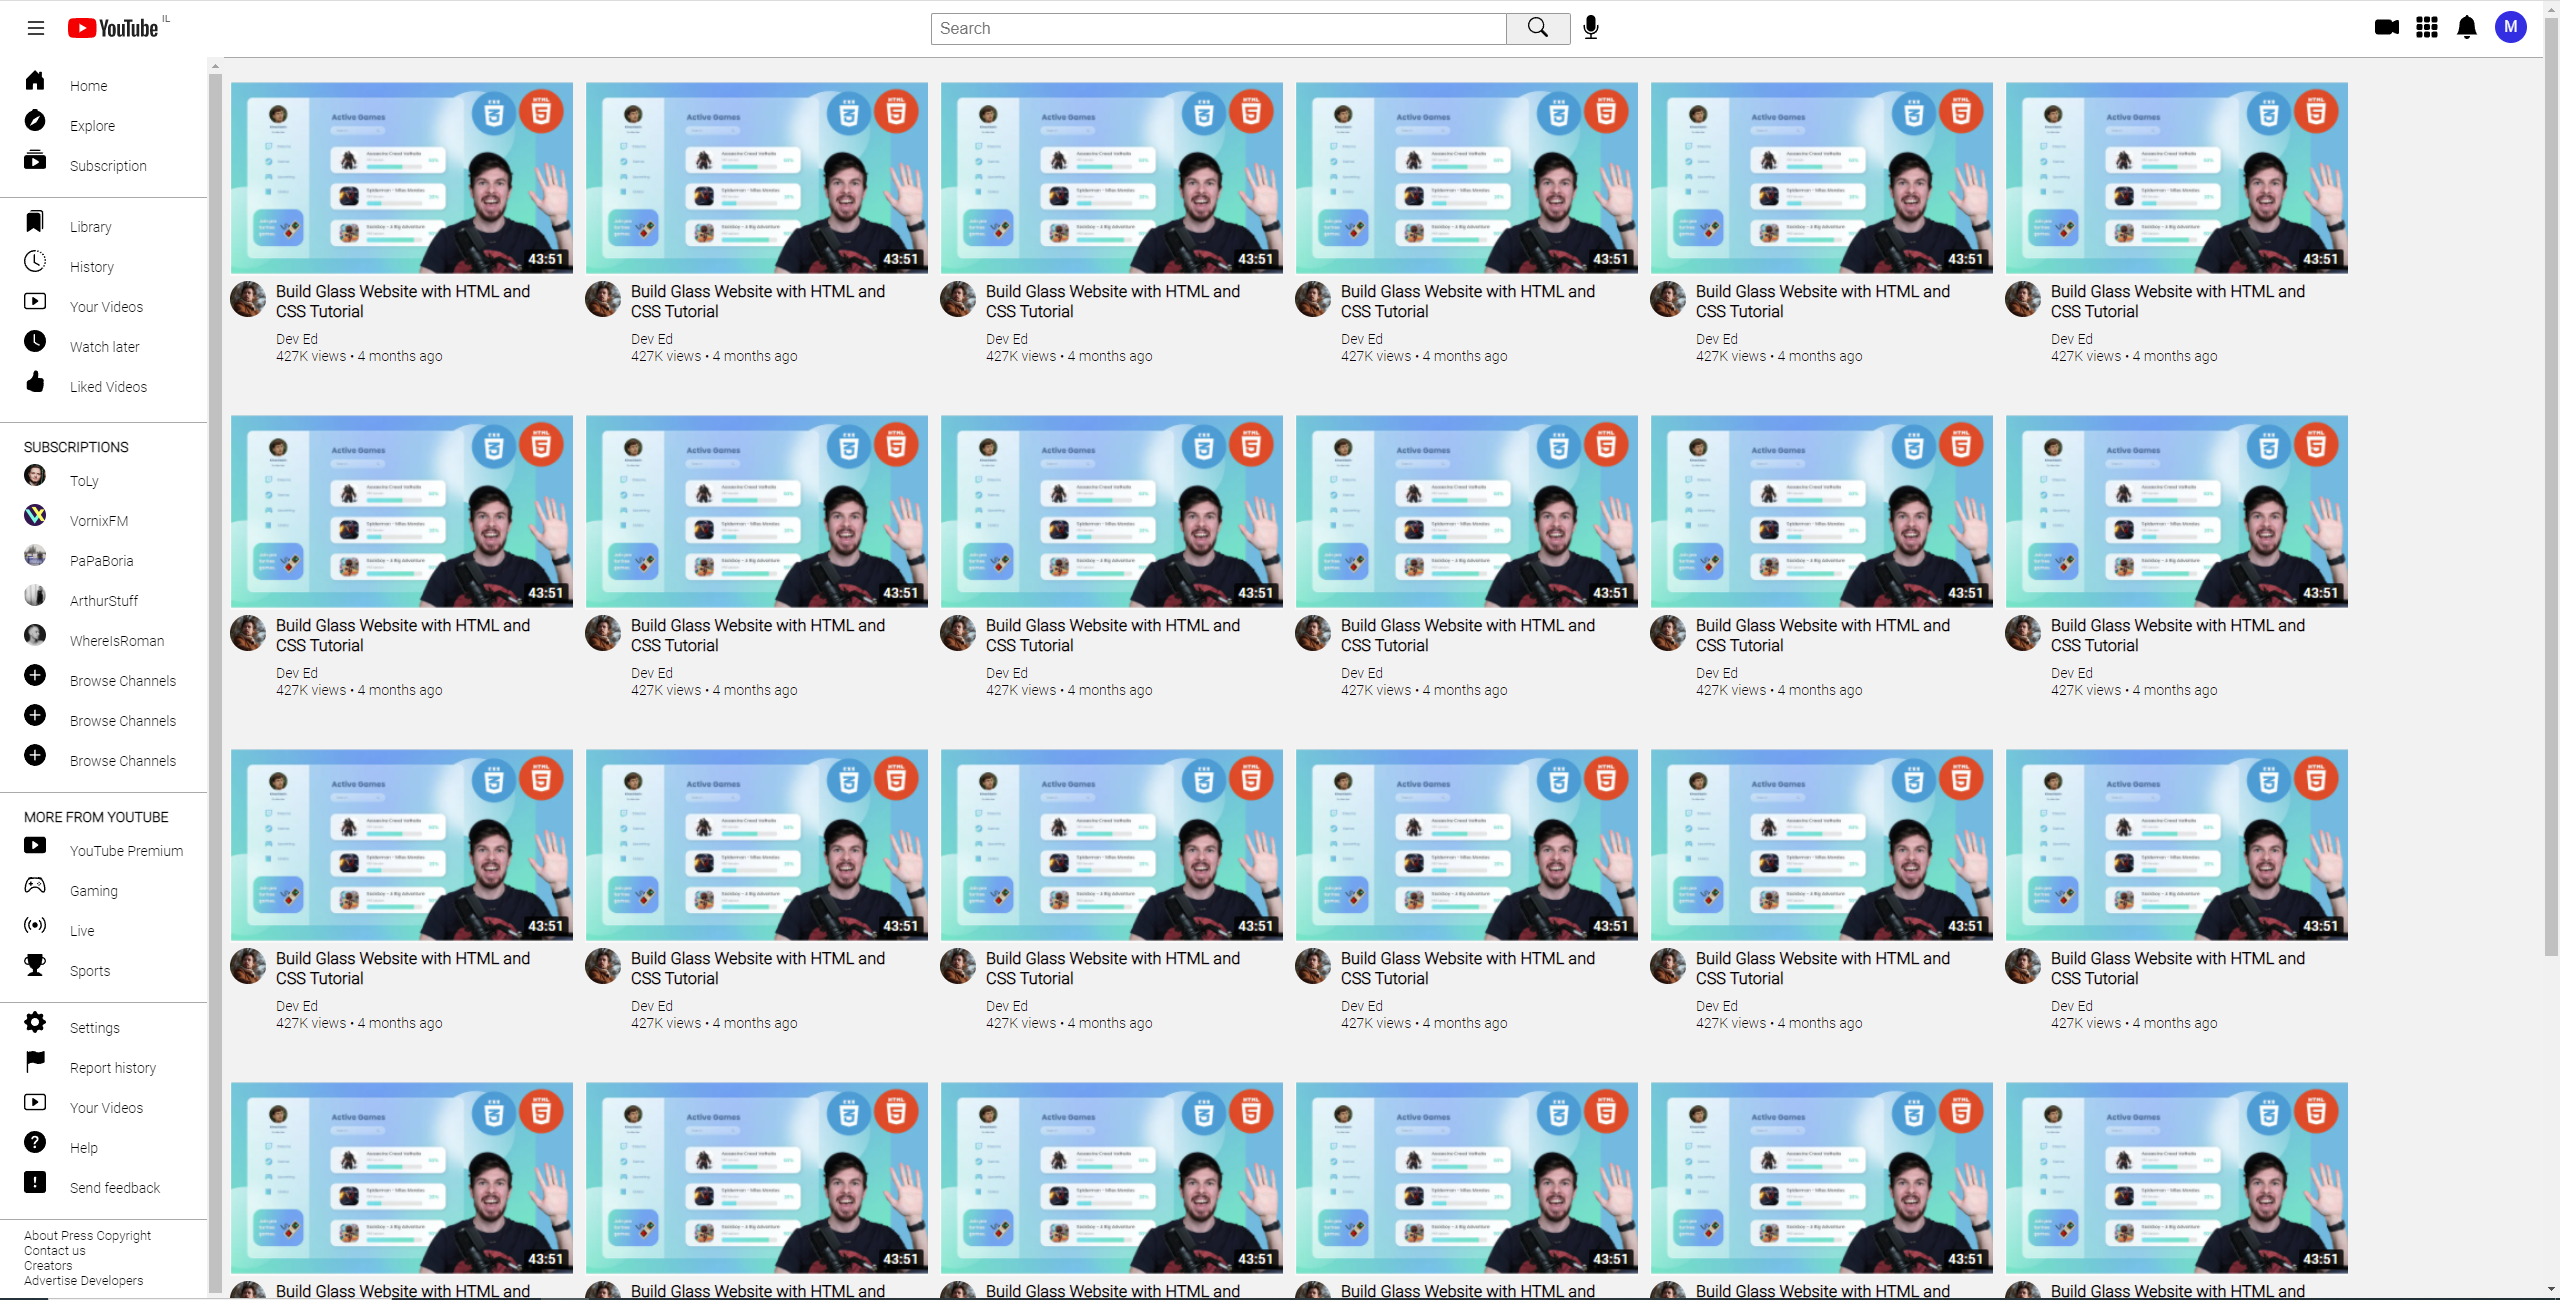 YouTube IL
Search
M
Home
Explore
Subscription
Library
History
Your Videos
Watch later
Liked Videos
SUBSCRIPTIONS
ToLy
VornixFM
PaPaBoria
ArthurStuff
WhereIsRoman
Browse Channels
Browse Channels
Browse Channels
MORE FROM YOUTUBE
YouTube Premium
Gaming
Live
Sports
Settings
Report history
Your Videos
Help
Send feedback
About Press Copyright
Contact us
Creators
Advertise Developers
Active Games Active Games Active Games Active Games Active Games Active Games
43:51 43:51 43:51 43:51 43:51 43:51
Build Glass Website with HTML and Build Glass Website with HTML and Build Glass Website with HTML and Build Glass Website with HTML and Build Glass Website with HTML and Build Glass Website with HTML and
CSS Tutorial CSS Tutorial CSS Tutorial CSS Tutorial CSS Tutorial CSS Tutorial
Dev Ed Dev Ed Dev Ed Dev Ed Dev Ed Dev Ed
427K views • 4 months ago 427K views • 4 months ago 427K views • 4 months ago 427K views • 4 months ago 427K views • 4 months ago 427K views • 4 months ago
Active Games Active Games Active Games Active Games Active Games Active Games
43:51 43:51 43:51 43:51 43:51 43:51
Build Glass Website with HTML and Build Glass Website with HTML and Build Glass Website with HTML and Build Glass Website with HTML and Build Glass Website with HTML and Build Glass Website with HTML and
CSS Tutorial CSS Tutorial CSS Tutorial CSS Tutorial CSS Tutorial CSS Tutorial
Dev Ed Dev Ed Dev Ed Dev Ed Dev Ed Dev Ed
427K views • 4 months ago 427K views • 4 months ago 427K views • 4 months ago 427K views • 4 months ago 427K views • 4 months ago 427K views • 4 months ago
Active Games Active Games Active Games Active Games Active Games Active Games
43:51 43:51 43:51 43:51 43:51 43:51
Build Glass Website with HTML and Build Glass Website with HTML and Build Glass Website with HTML and Build Glass Website with HTML and Build Glass Website with HTML and Build Glass Website with HTML and
CSS Tutorial CSS Tutorial CSS Tutorial CSS Tutorial CSS Tutorial CSS Tutorial
Dev Ed Dev Ed Dev Ed Dev Ed Dev Ed Dev Ed
427K views • 4 months ago 427K views • 4 months ago 427K views • 4 months ago 427K views • 4 months ago 427K views • 4 months ago 427K views • 4 months ago
Active Games Active Games Active Games Active Games Active Games Active Games
43:51 43:51 43:51 43:51 43:51 43:51
Build Glass Website with HTML and Build Glass Website with HTML and Build Glass Website with HTML and Build Glass Website with HTML and Build Glass Website with HTML and Build Glass Website with HTML and